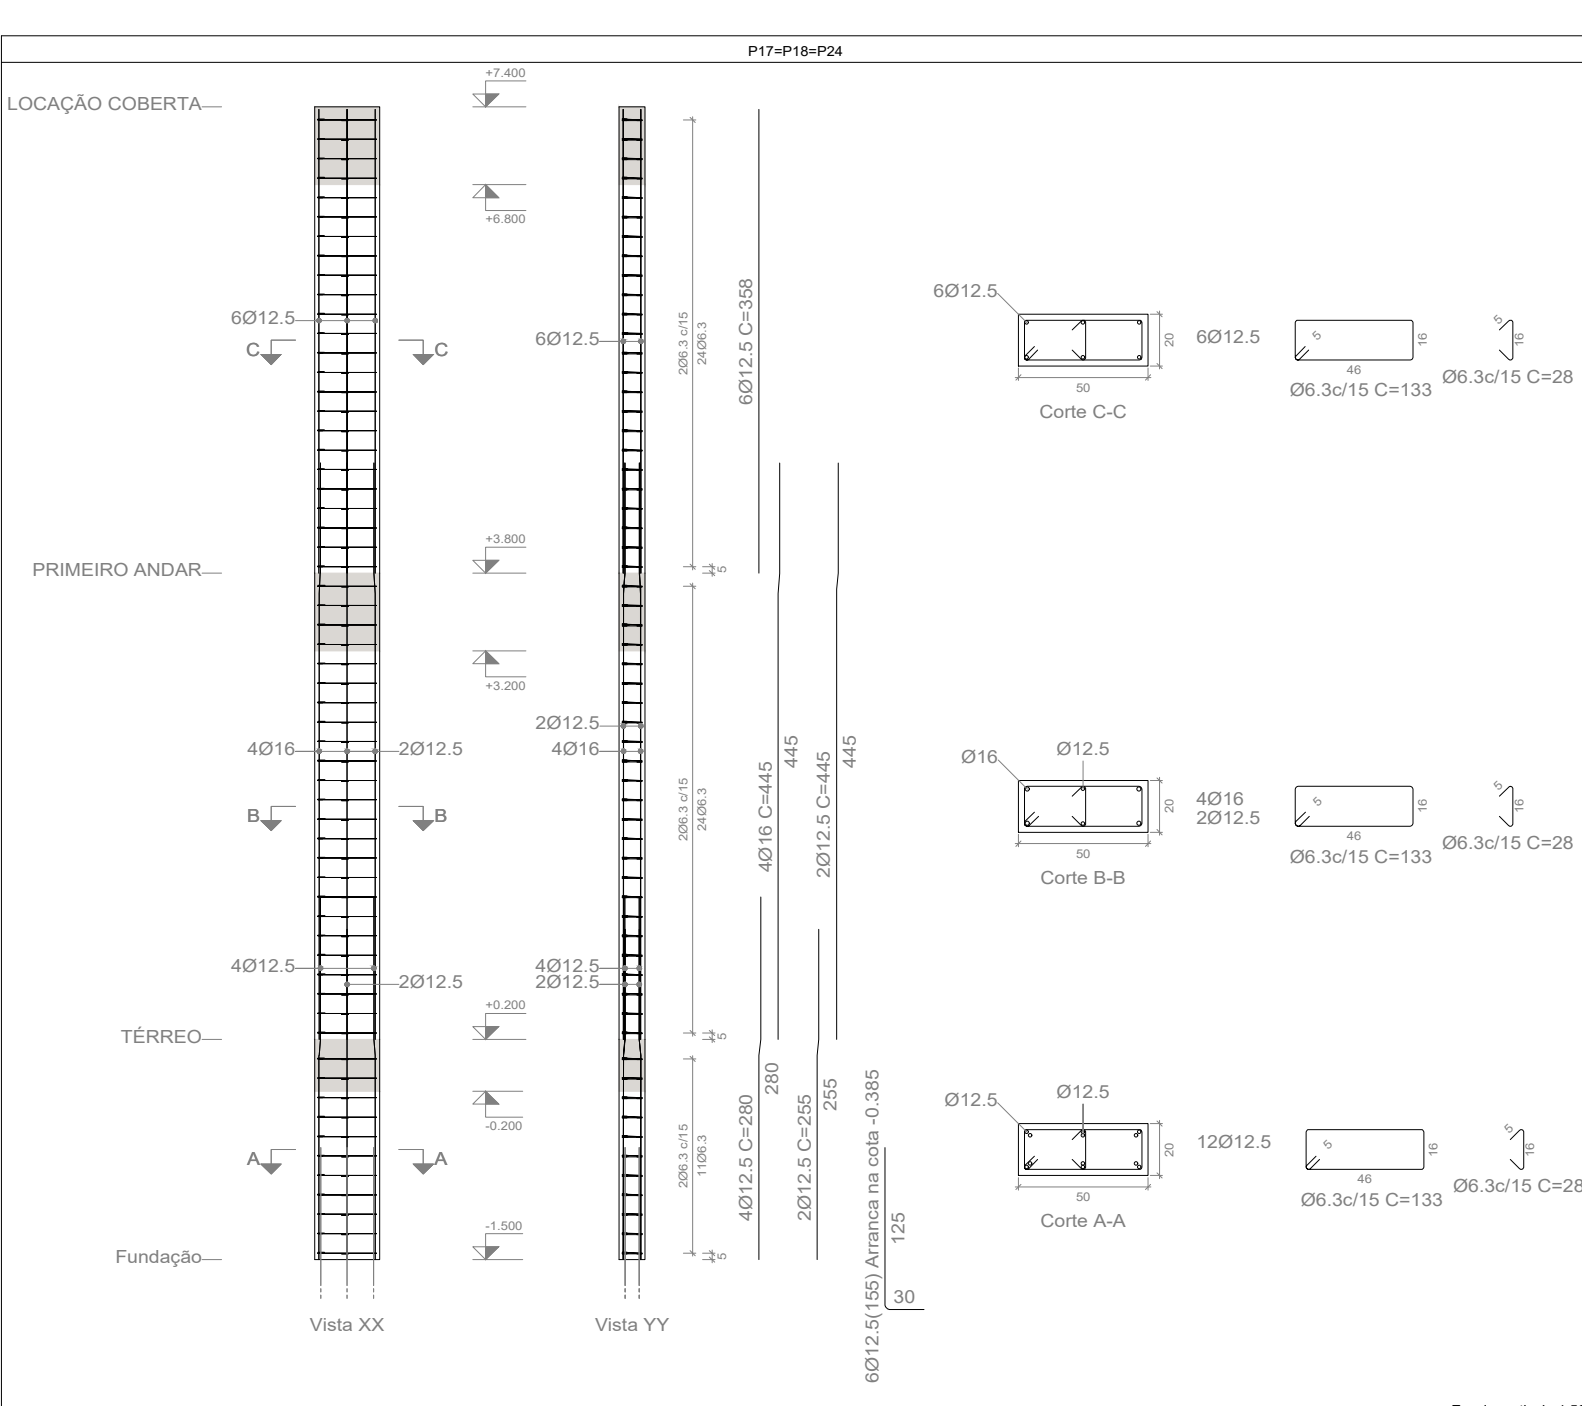 P17=P18=P24
LOCAÇÃO COBERTA
+7.400
+6.800
6Ø12.5
C
C
6Ø12.5
2Ø6.3 c/15
24Ø6.3
6Ø12.5 C=358
6Ø12.5
20
50
Corte C-C
6Ø12.5
5
16
46
Ø6.3c/15 C=133
5
16
Ø6.3c/15 C=28
+3.800
PRIMEIRO ANDAR
5
+3.200
4Ø16
2Ø12.5
2Ø12.5
4Ø16
B
B
2Ø6.3 c/15
24Ø6.3
4Ø16 C=445
445
2Ø12.5 C=445
445
Ø16
Ø12.5
20
50
Corte B-B
4Ø16
2Ø12.5
5
16
46
Ø6.3c/15 C=133
5
16
Ø6.3c/15 C=28
4Ø12.5
2Ø12.5
4Ø12.5
2Ø12.5
+0.200
TÉRREO
5
-0.200
A
A
2Ø6.3 c/15
11Ø6.3
4Ø12.5 C=280
280
2Ø12.5 C=255
255
6Ø12.5(155) Arranca na cota -0.385
125
30
Ø12.5
Ø12.5
20
50
Corte A-A
12Ø12.5
5
16
46
Ø6.3c/15 C=133
5
16
Ø6.3c/15 C=28
-1.500
Fundação
5
Vista XX
Vista YY